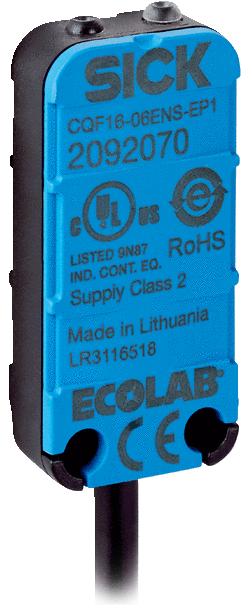 SICK
CQF16-06ENS-EP1
2092070
c UL us
LISTED 9N87
IND. CONT. EQ.
RoHS
Supply Class 2
Made in Lithuania
LR3116518
ECOLAB®
CE